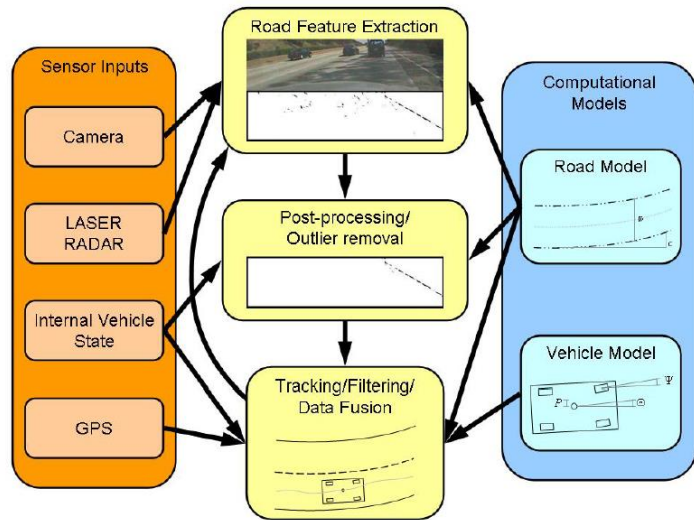 Sensor Inputs
Camera
LASER
RADAR
Internal Vehicle
State
GPS
Road Feature Extraction
Post-processing/
Outlier removal
Tracking/Filtering/
Data Fusion
Computational
Models
Road Model
C
Vehicle Model
P
Ψ
Θ